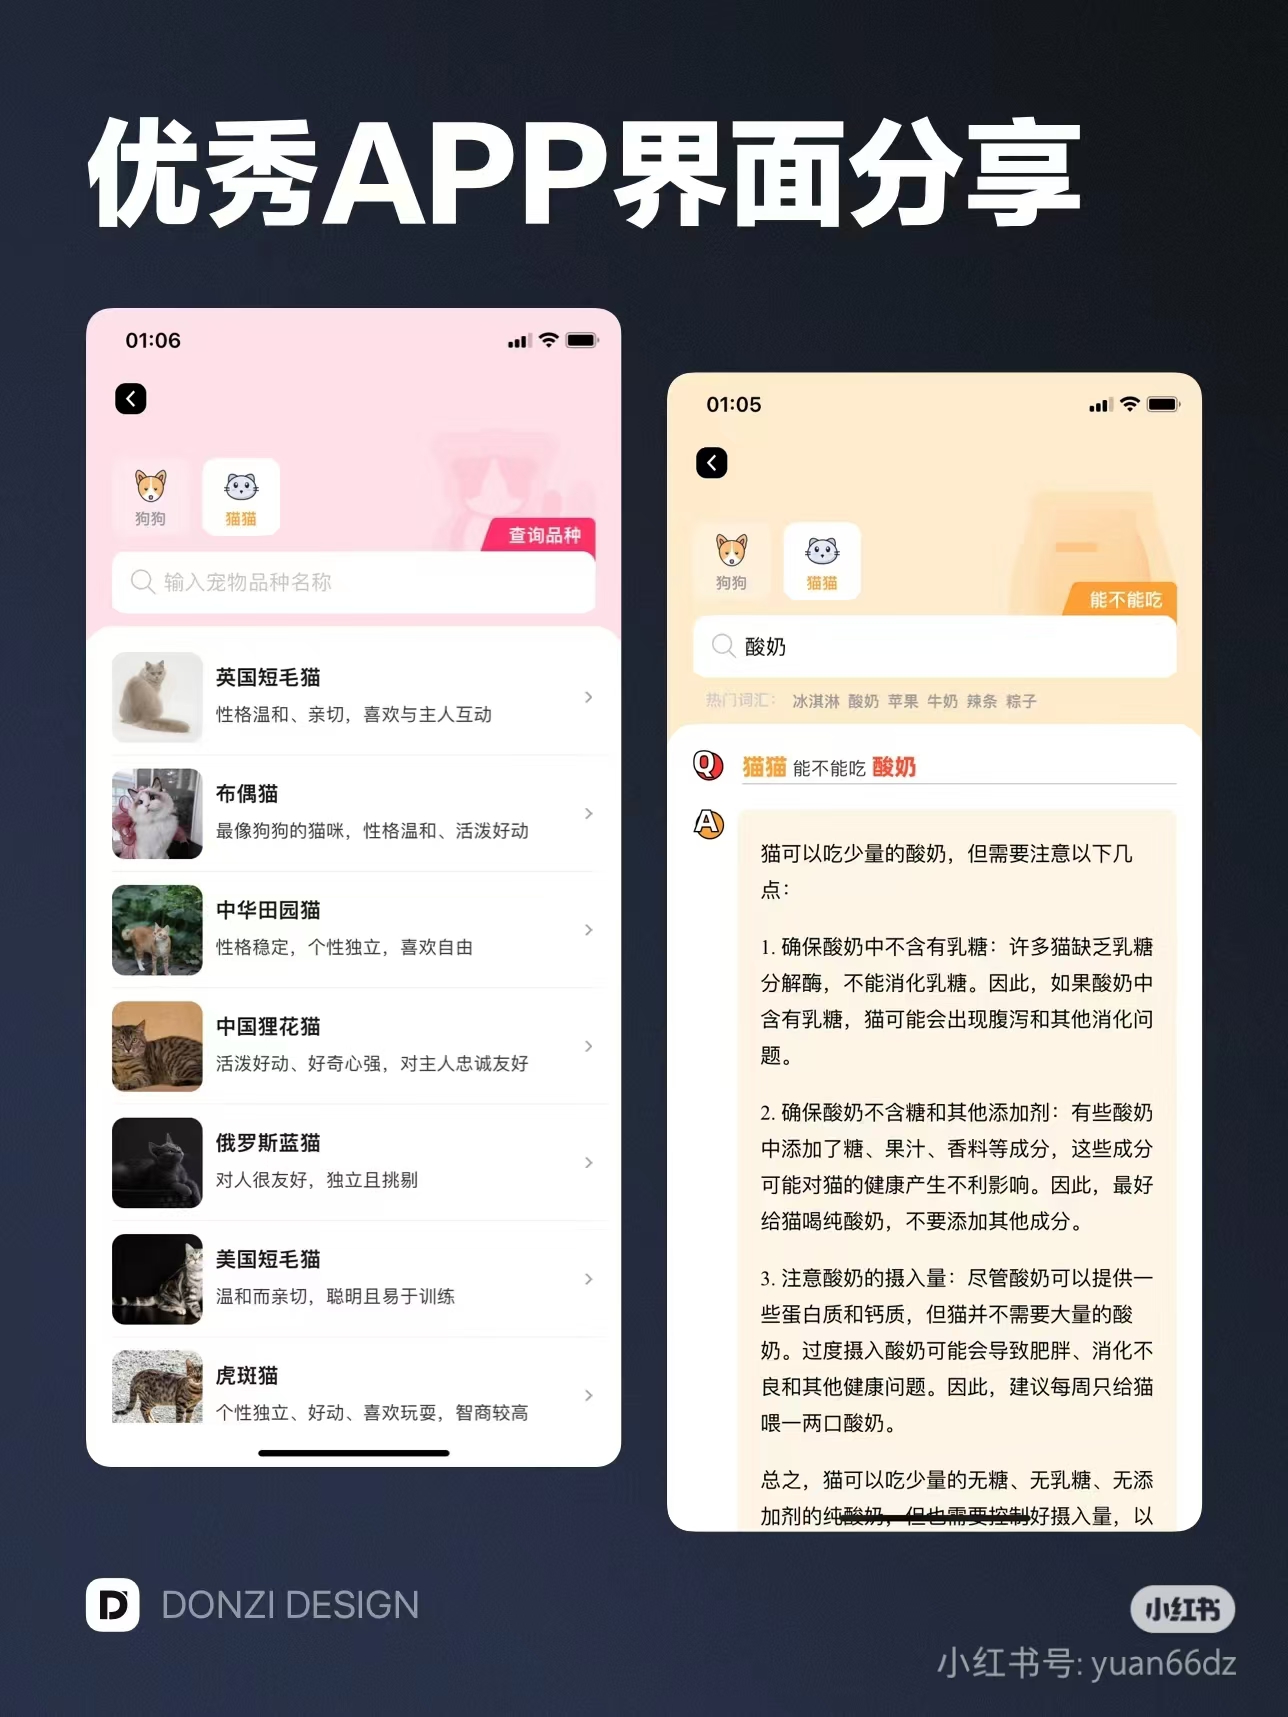 优秀APP界面分享
01:06
狗狗
猫猫
查询品种
输入宠物品种名称
英国短毛猫
性格温和、亲切，喜欢与主人互动
布偶猫
最像狗狗的猫咪，性格温和、活泼好动
中华田园猫
性格稳定，个性独立，喜欢自由
中国狸花猫
活泼好动、好奇心强，对主人忠诚友好
俄罗斯蓝猫
对人很友好，独立且挑剔
美国短毛猫
温和而亲切，聪明且易于训练
虎斑猫
个性独立、好动、喜欢玩耍，智商较高
01:05
狗狗
猫猫
能不能吃
酸奶
热门词汇： 冰淇淋 酸奶 苹果 牛奶 辣条 粽子
Q 猫猫 能不能吃 酸奶
A
猫可以吃少量的酸奶，但需要注意以下几
点：
1. 确保酸奶中不含有乳糖：许多猫缺乏乳糖
分解酶，不能消化乳糖。因此，如果酸奶中
含有乳糖，猫可能会出现腹泻和其他消化问
题。
2. 确保酸奶不含糖和其他添加剂：有些酸奶
中添加了糖、果汁、香料等成分，这些成分
可能对猫的健康产生不利影响。因此，最好
给猫喝纯酸奶，不要添加其他成分。
3. 注意酸奶的摄入量：尽管酸奶可以提供一
些蛋白质和钙质，但猫并不需要大量的酸
奶。过度摄入酸奶可能会导致肥胖、消化不
良和其他健康问题。因此，建议每周只给猫
喂一两口酸奶。
总之，猫可以吃少量的无糖、无乳糖、无添
加剂的纯酸奶，但也需要控制好摄入量，以
D DONZI DESIGN
小红书
小红书号: yuan66dz